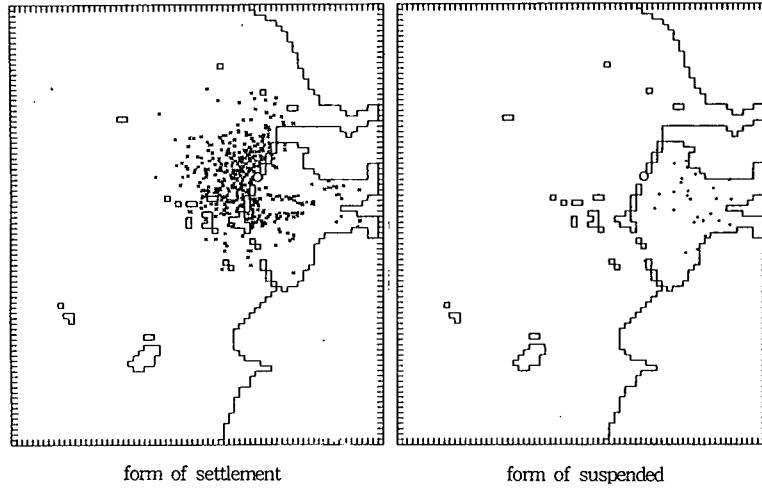 form of settlement
form of suspended